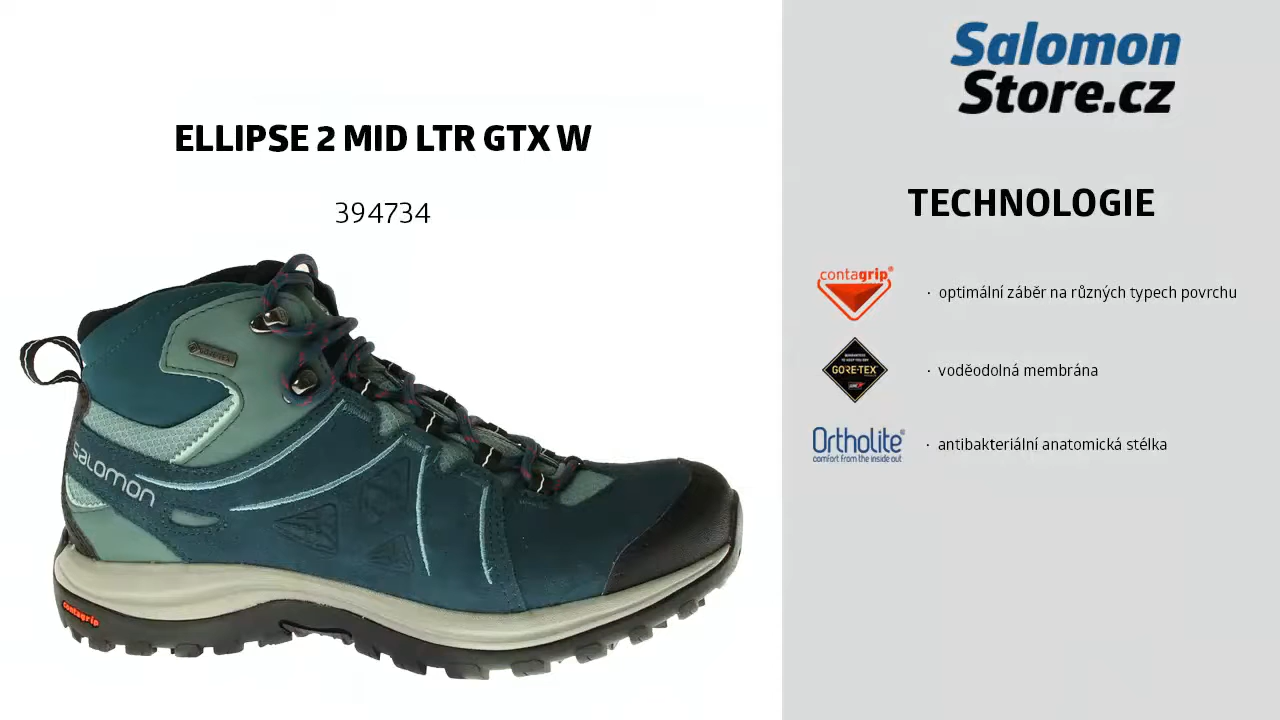 Salomon
Store.cz
ELLIPSE 2 MID LTR GTX W
394734
TECHNOLOGIE
contagrip®
· optimální záběr na různých typech povrchu
GORE-TEX
· voděodolná membrána
Ortholite®
comfort from the inside out
· antibakteriální anatomická stélka
salomon
contagrip